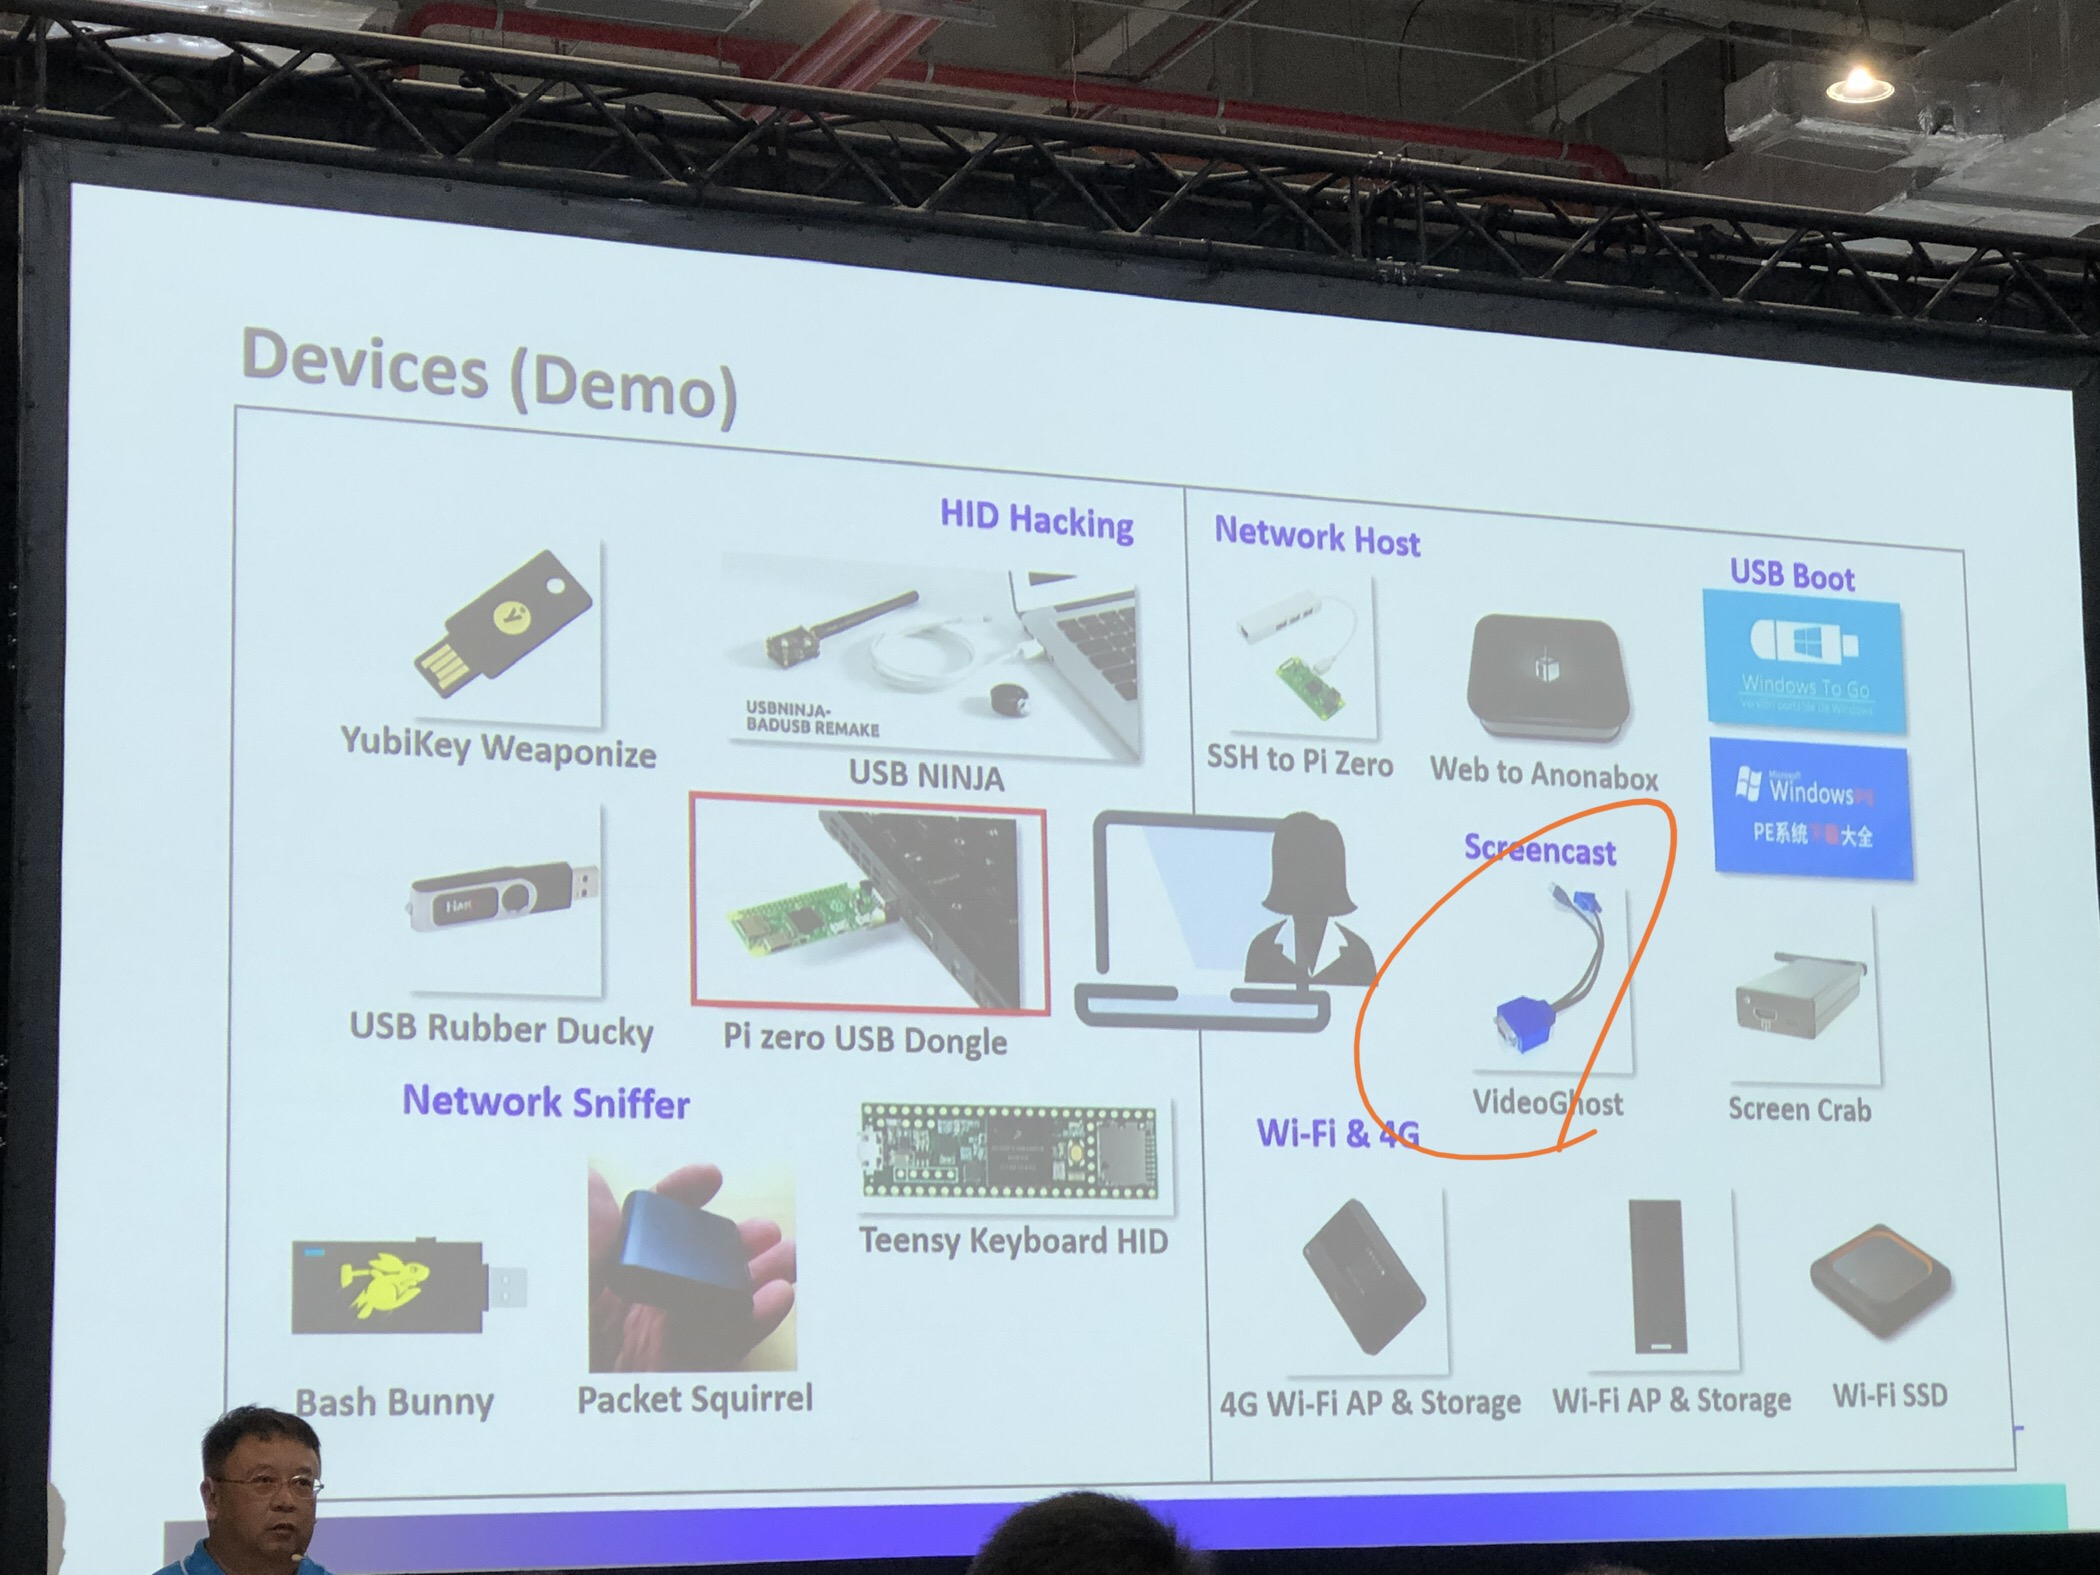 Devices (Demo)
HID Hacking
YubiKey Weaponize
USBNINJA-
BADUSB REMAKE
USB NINJA
USB Rubber Ducky
Pi zero USB Dongle
Network Sniffer
Teensy Keyboard HID
Bash Bunny
Packet Squirrel
Network Host
SSH to Pi Zero
Web to Anonabox
USB Boot
Windows To Go
Microsoft
Windows
PE系统
大全
Screencast
VideoGhost
Screen Crab
Wi-Fi & 4G
4G Wi-Fi AP & Storage
Wi-Fi AP & Storage
Wi-Fi SSD